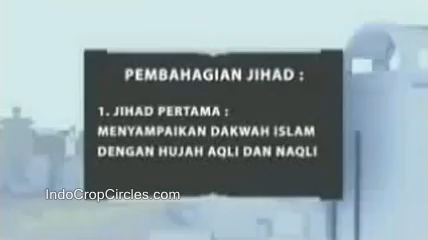 PEMBAHAGIAN JIHAD :
1. JIHAD PERTAMA :
MENYAMPAIKAN DAKWAH ISLAM
DENGAN HUJAH AQLI DAN NAQLI
IndoCropCircles.com